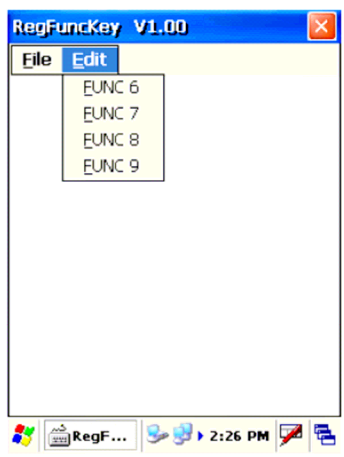 RegFuncKey V1.00
File Edit
FUNC 6
FUNC 7
FUNC 8
FUNC 9
RegF... 2:26 PM